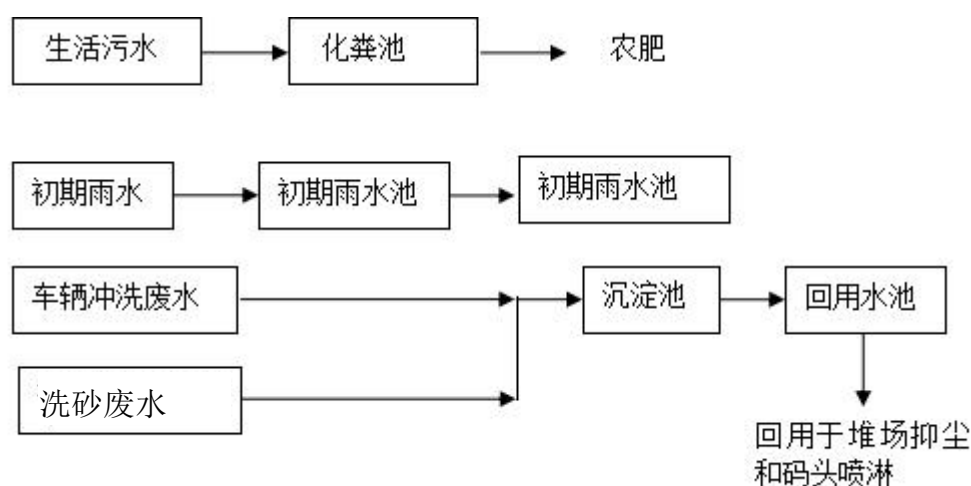 生活污水
化粪池
农肥
初期雨水
初期雨水池
初期雨水池
车辆冲洗废水
沉淀池
回用水池
洗砂废水
回用于堆场抑尘
和码头喷淋